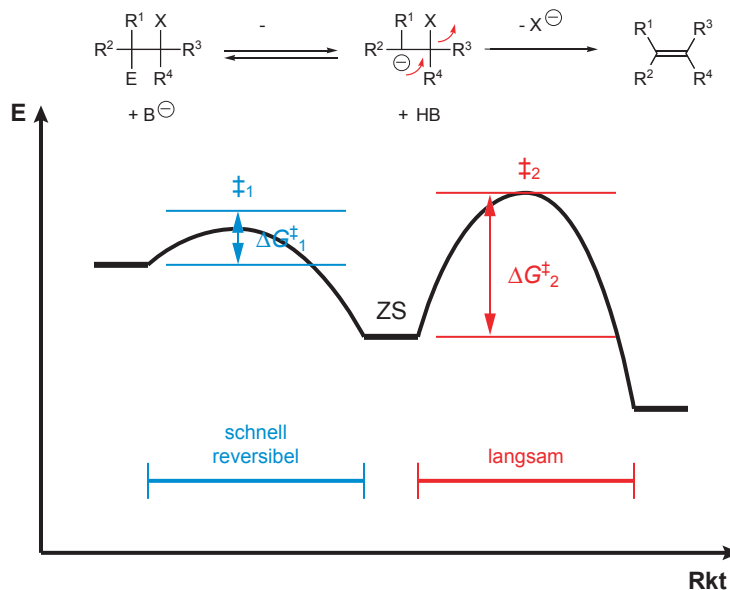 R¹ X
R² R³
E R⁴
+ B⊖
-
R¹ X
R² R³
⊖ R⁴
+ HB
- X⊖
R¹ R³
R² R⁴
E
‡₁
ΔG‡₁
ZS
‡₂
ΔG‡₂
schnell
reversibel
langsam
Rkt